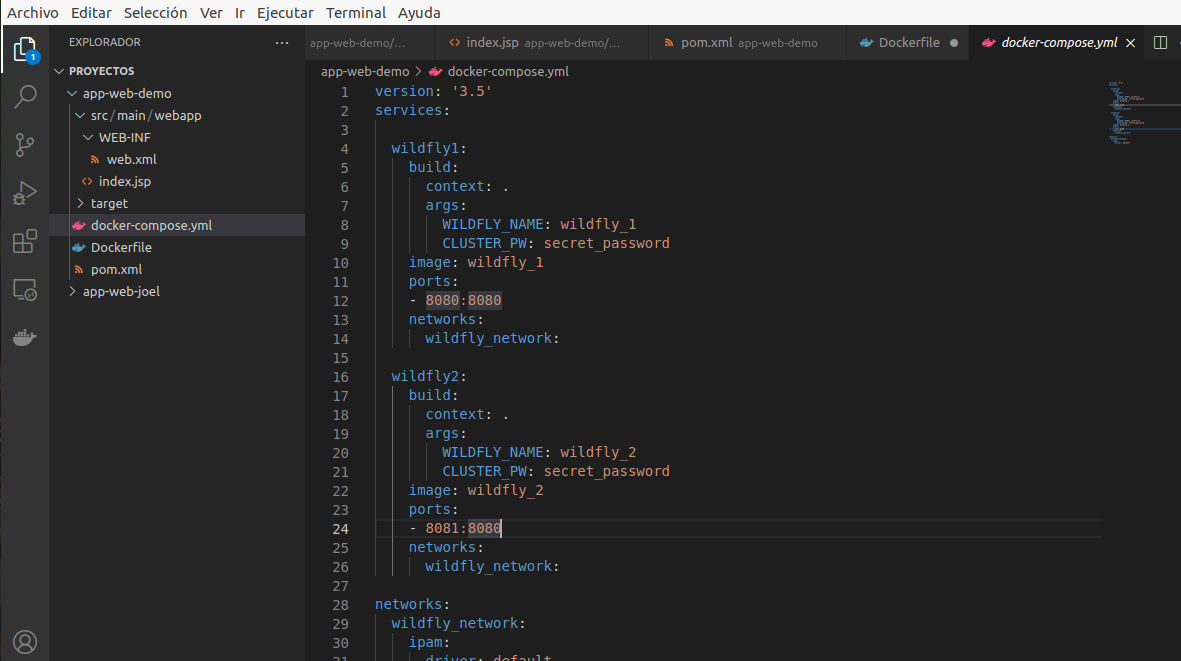 Archivo Editar Selección Ver Ir Ejecutar Terminal Ayuda
EXPLORADOR ...
app-web-demo/... index.jsp app-web-demo/... pom.xml app-web-demo Dockerfile docker-compose.yml
1
PROYECTOS
app-web-demo
src/main/webapp
WEB-INF
web.xml
index.jsp
target
docker-compose.yml
Dockerfile
pom.xml
app-web-joel
app-web-demo > docker-compose.yml
1 version: '3.5'
2 services:
3
4 wildfly1:
5 build:
6 context: .
7 args:
8 WILDFLY_NAME: wildfly_1
9 CLUSTER_PW: secret_password
10 image: wildfly_1
11 ports:
12 - 8080:8080
13 networks:
14 wildfly_network:
15
16 wildfly2:
17 build:
18 context: .
19 args:
20 WILDFLY_NAME: wildfly_2
21 CLUSTER_PW: secret_password
22 image: wildfly_2
23 ports:
24 - 8081:8080
25 networks:
26 wildfly_network:
27
28 networks:
29 wildfly_network:
30 ipam:
31 driver: default